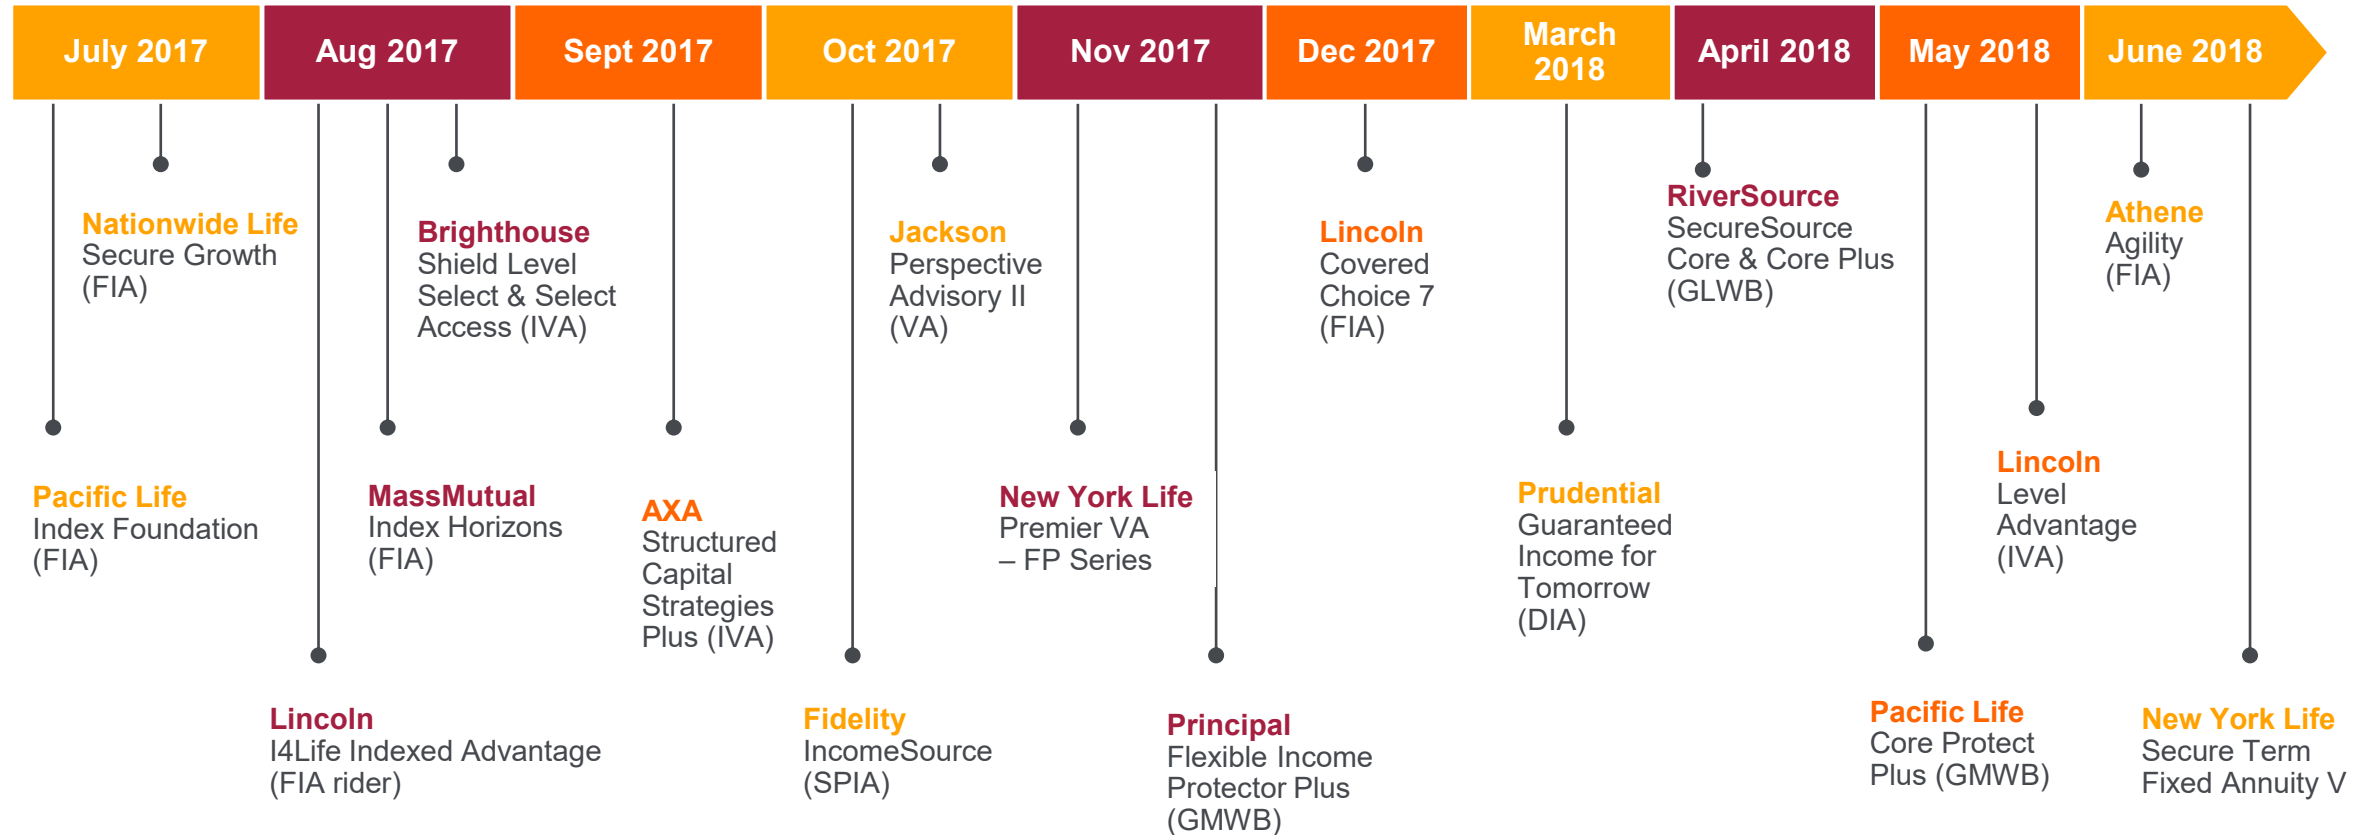 July 2017
Aug 2017
Sept 2017
Oct 2017
Nov 2017
Dec 2017
March
2018
April 2018
May 2018
June 2018
Nationwide Life
Secure Growth
(FIA)
Brighthouse
Shield Level
Select & Select
Access (IVA)
Jackson
Perspective
Advisory II
(VA)
Lincoln
Covered
Choice 7
(FIA)
RiverSource
SecureSource
Core & Core Plus
(GLWB)
Athene
Agility
(FIA)
Pacific Life
Index Foundation
(FIA)
MassMutual
Index Horizons
(FIA)
AXA
Structured
Capital
Strategies
Plus (IVA)
New York Life
Premier VA
– FP Series
Prudential
Guaranteed
Income for
Tomorrow
(DIA)
Lincoln
Level
Advantage
(IVA)
Lincoln
I4Life Indexed Advantage
(FIA rider)
Fidelity
IncomeSource
(SPIA)
Principal
Flexible Income
Protector Plus
(GMWB)
Pacific Life
Core Protect
Plus (GMWB)
New York Life
Secure Term
Fixed Annuity V